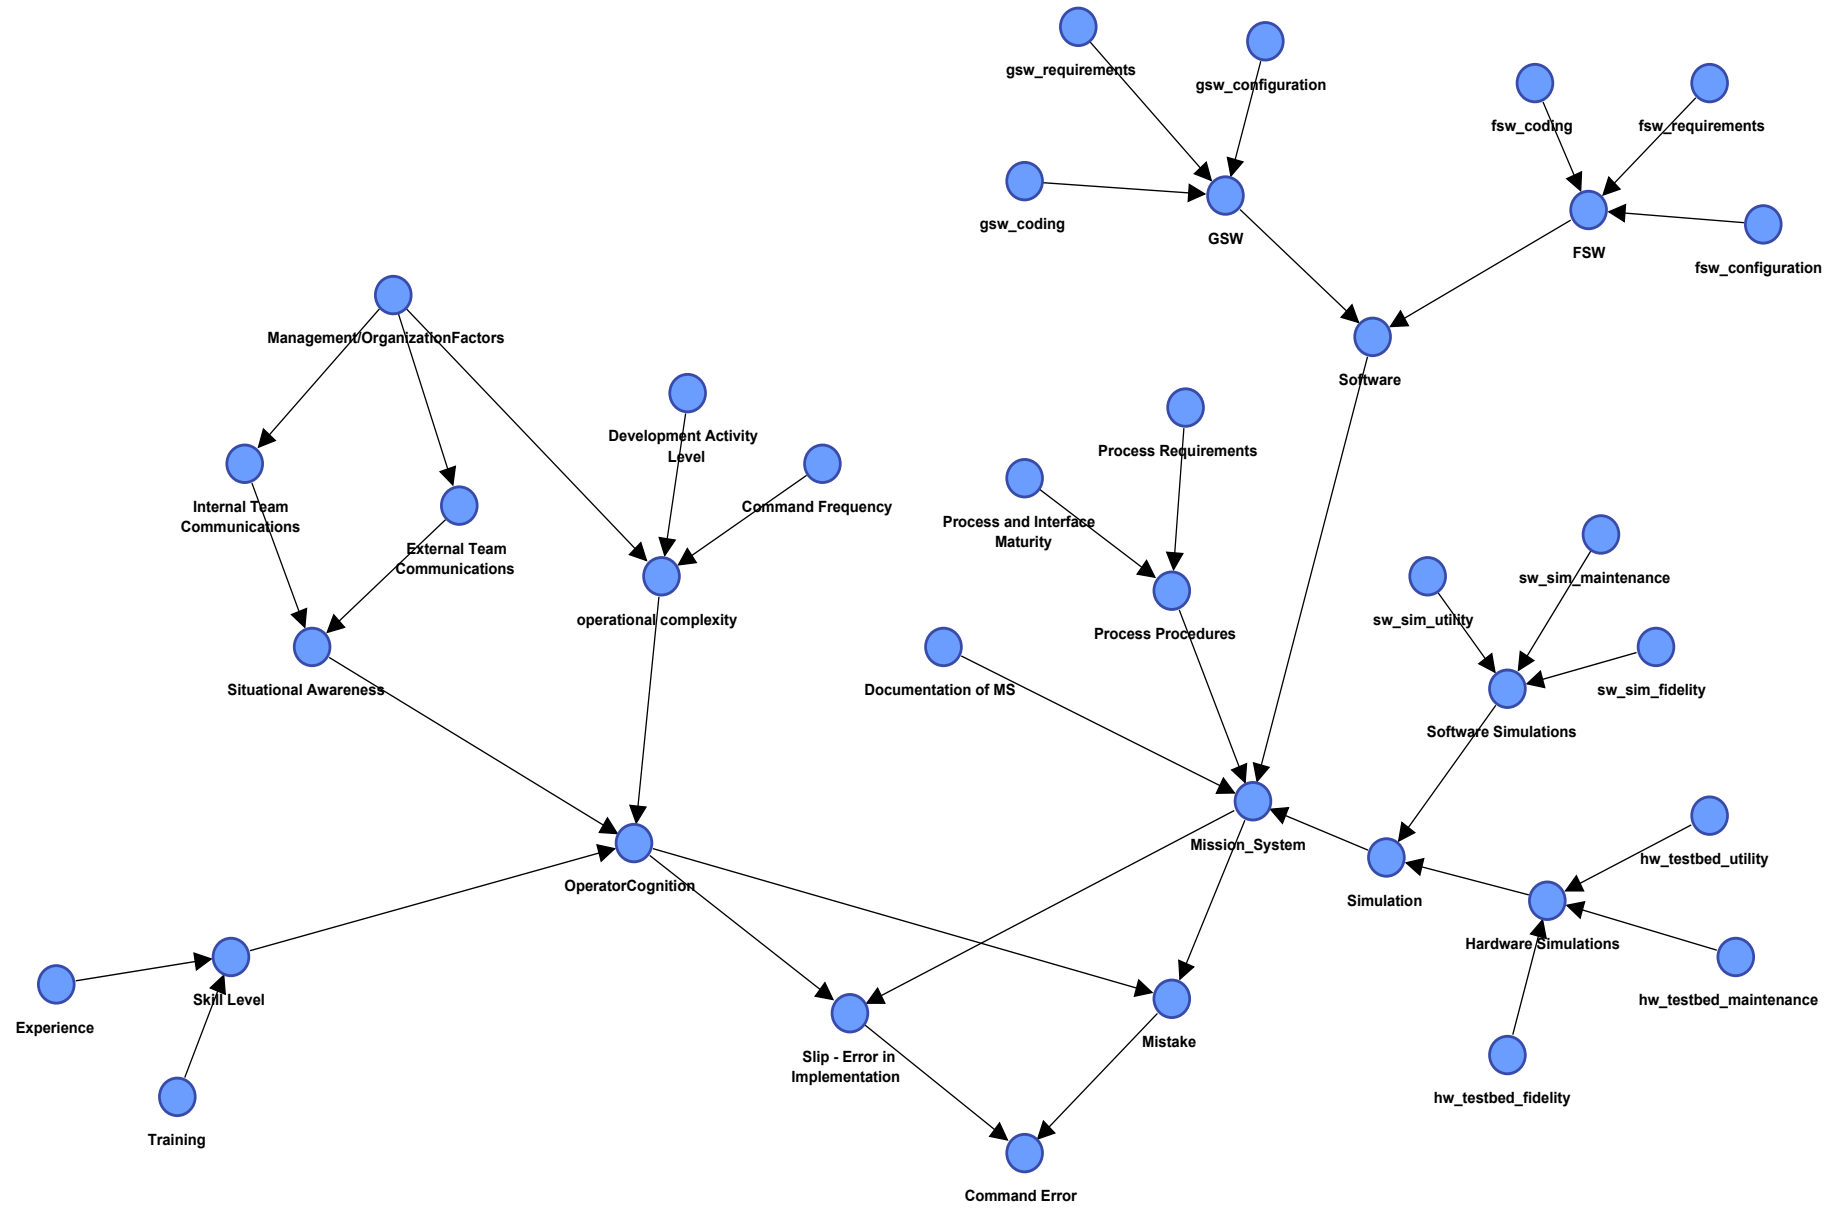 gsw_requirements
gsw_configuration
fsw_coding
fsw_requirements
gsw_coding
GSW
FSW
fsw_configuration
Management/OrganizationFactors
Software
Development Activity
Level
Process Requirements
Internal Team
Communications
Command Frequency
Process and Interface
Maturity
External Team
Communications
sw_sim_maintenance
operational complexity
sw_sim_utility
Process Procedures
Situational Awareness
Documentation of MS
sw_sim_fidelity
Software Simulations
Mission_System
hw_testbed_utility
OperatorCognition
Simulation
Hardware Simulations
Skill Level
hw_testbed_maintenance
Experience
Mistake
Slip - Error in
Implementation
hw_testbed_fidelity
Training
Command Error